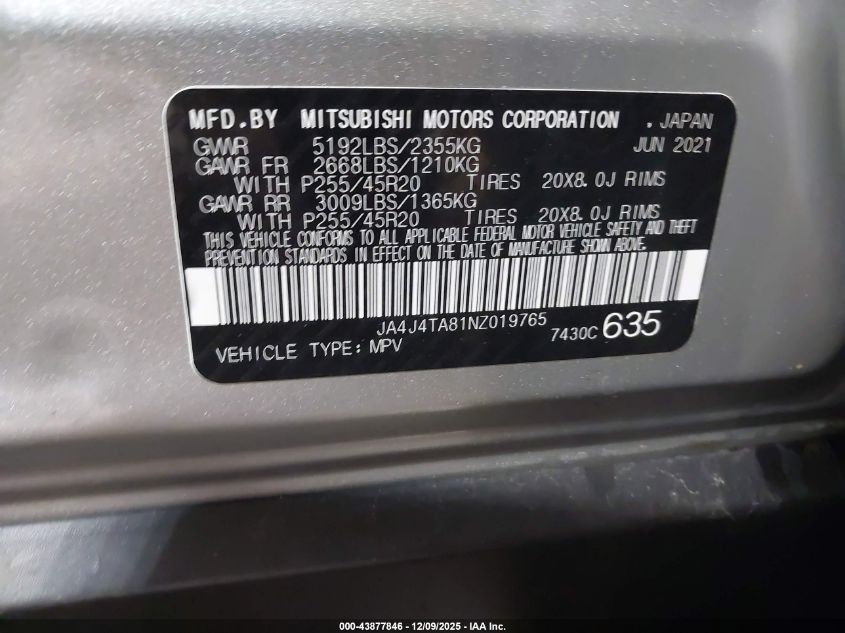 MFD.BY MITSUBISHI MOTORS CORPORATION .JAPAN
GVWR 5192LBS/2355KG JUN 2021
GAWR FR 2668LBS/1210KG
WITH P255/45R20 TIRES 20X8.0J RIMS
GAWR RR 3009LBS/1365KG
WITH P255/45R20 TIRES 20X8.0J RIMS
THIS VEHICLE CONFORMS TO ALL APPLICABLE FEDERAL MOTOR VEHICLE SAFETY AND THEFT
PREVENTION STANDARDS IN EFFECT ON THE DATE OF MANUFACTURE SHOWN ABOVE.
JA4J4TA81NZ019765
VEHICLE TYPE: MPV 7430C 635
000-43877846 - 12/09/2025 - IAA Inc.